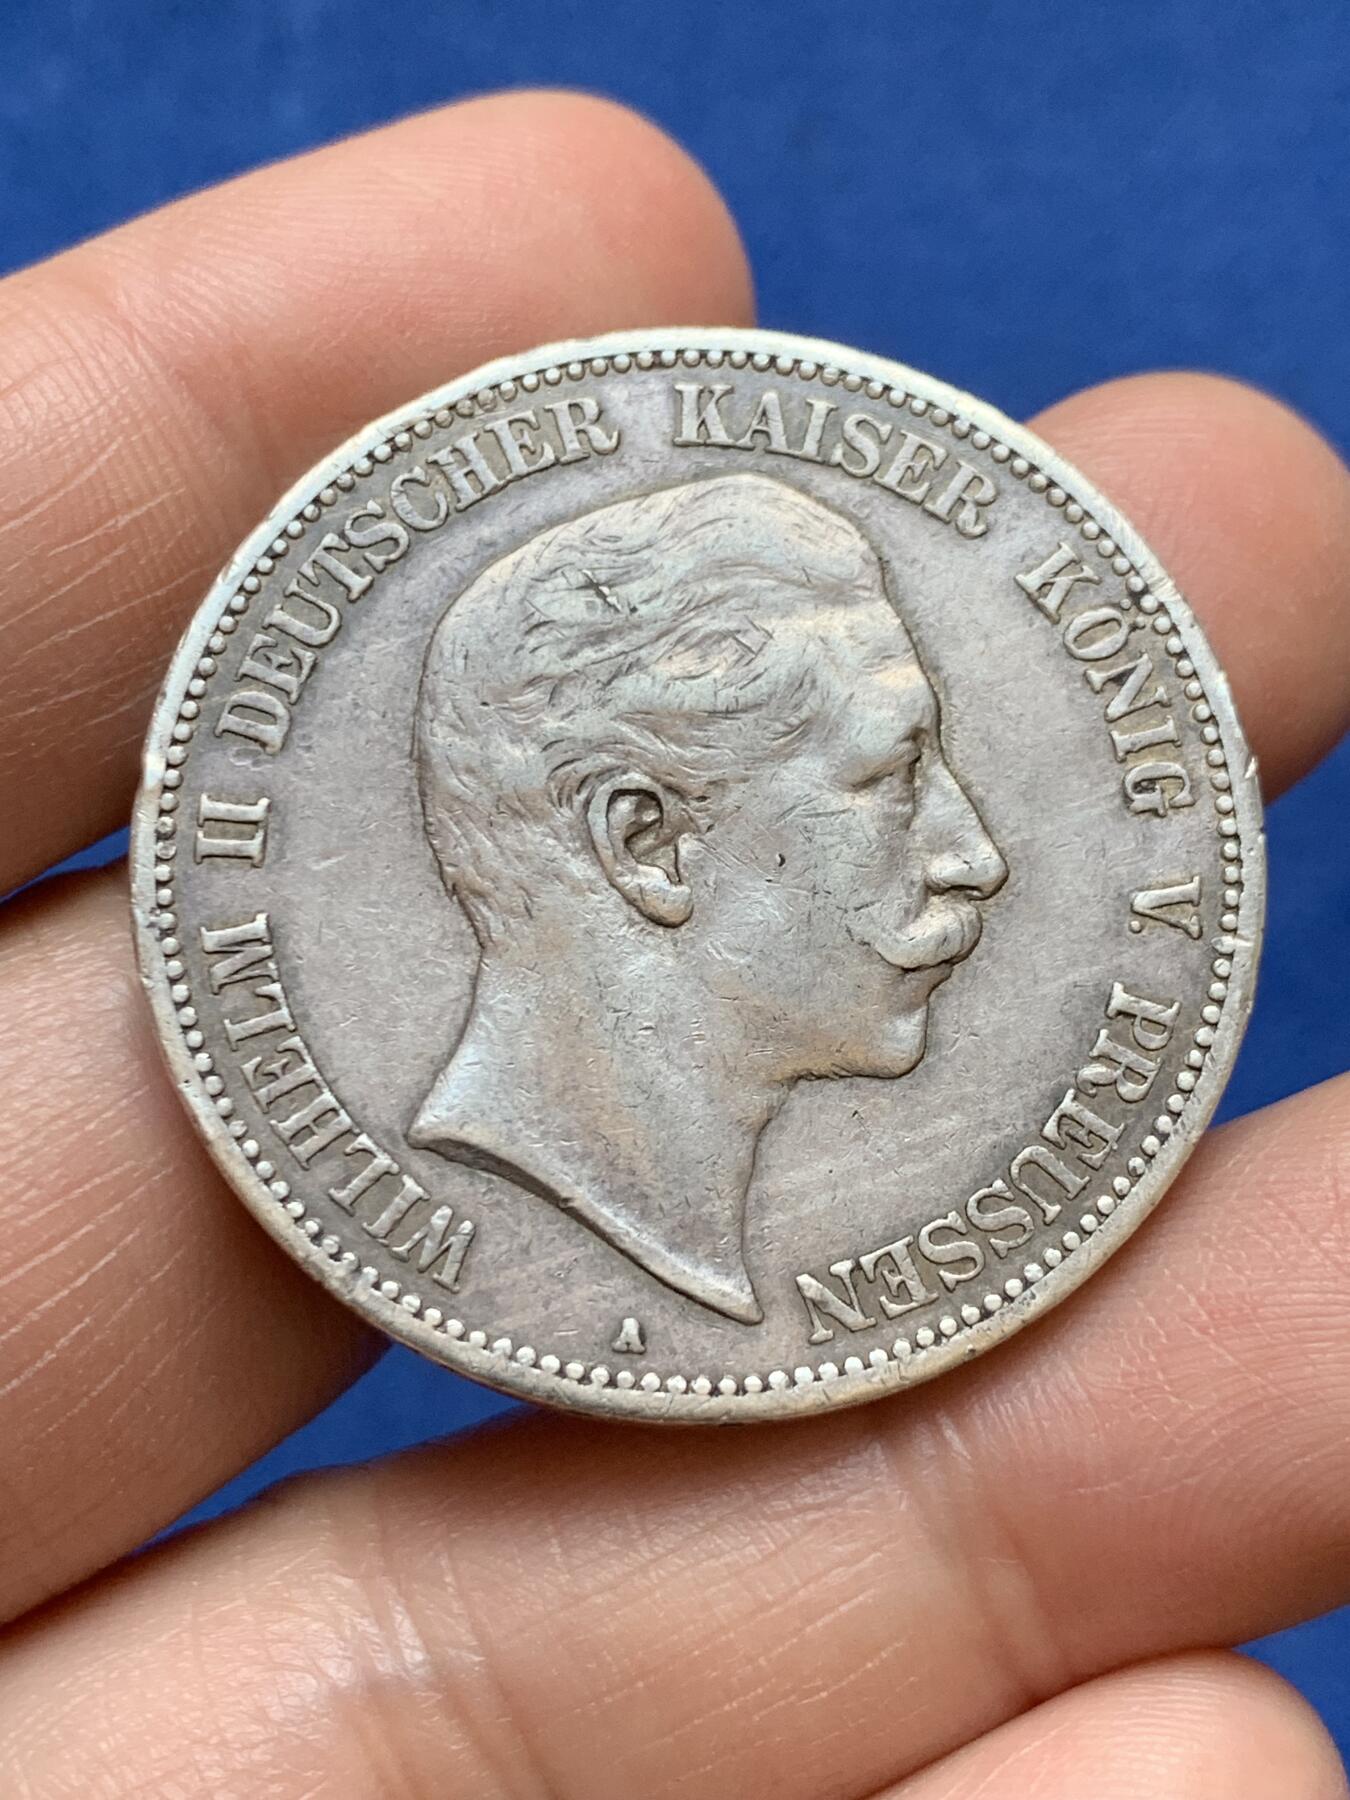 WILHELM II DEUTSCHER KAISER KÖNIG V. PREUSSEN
A